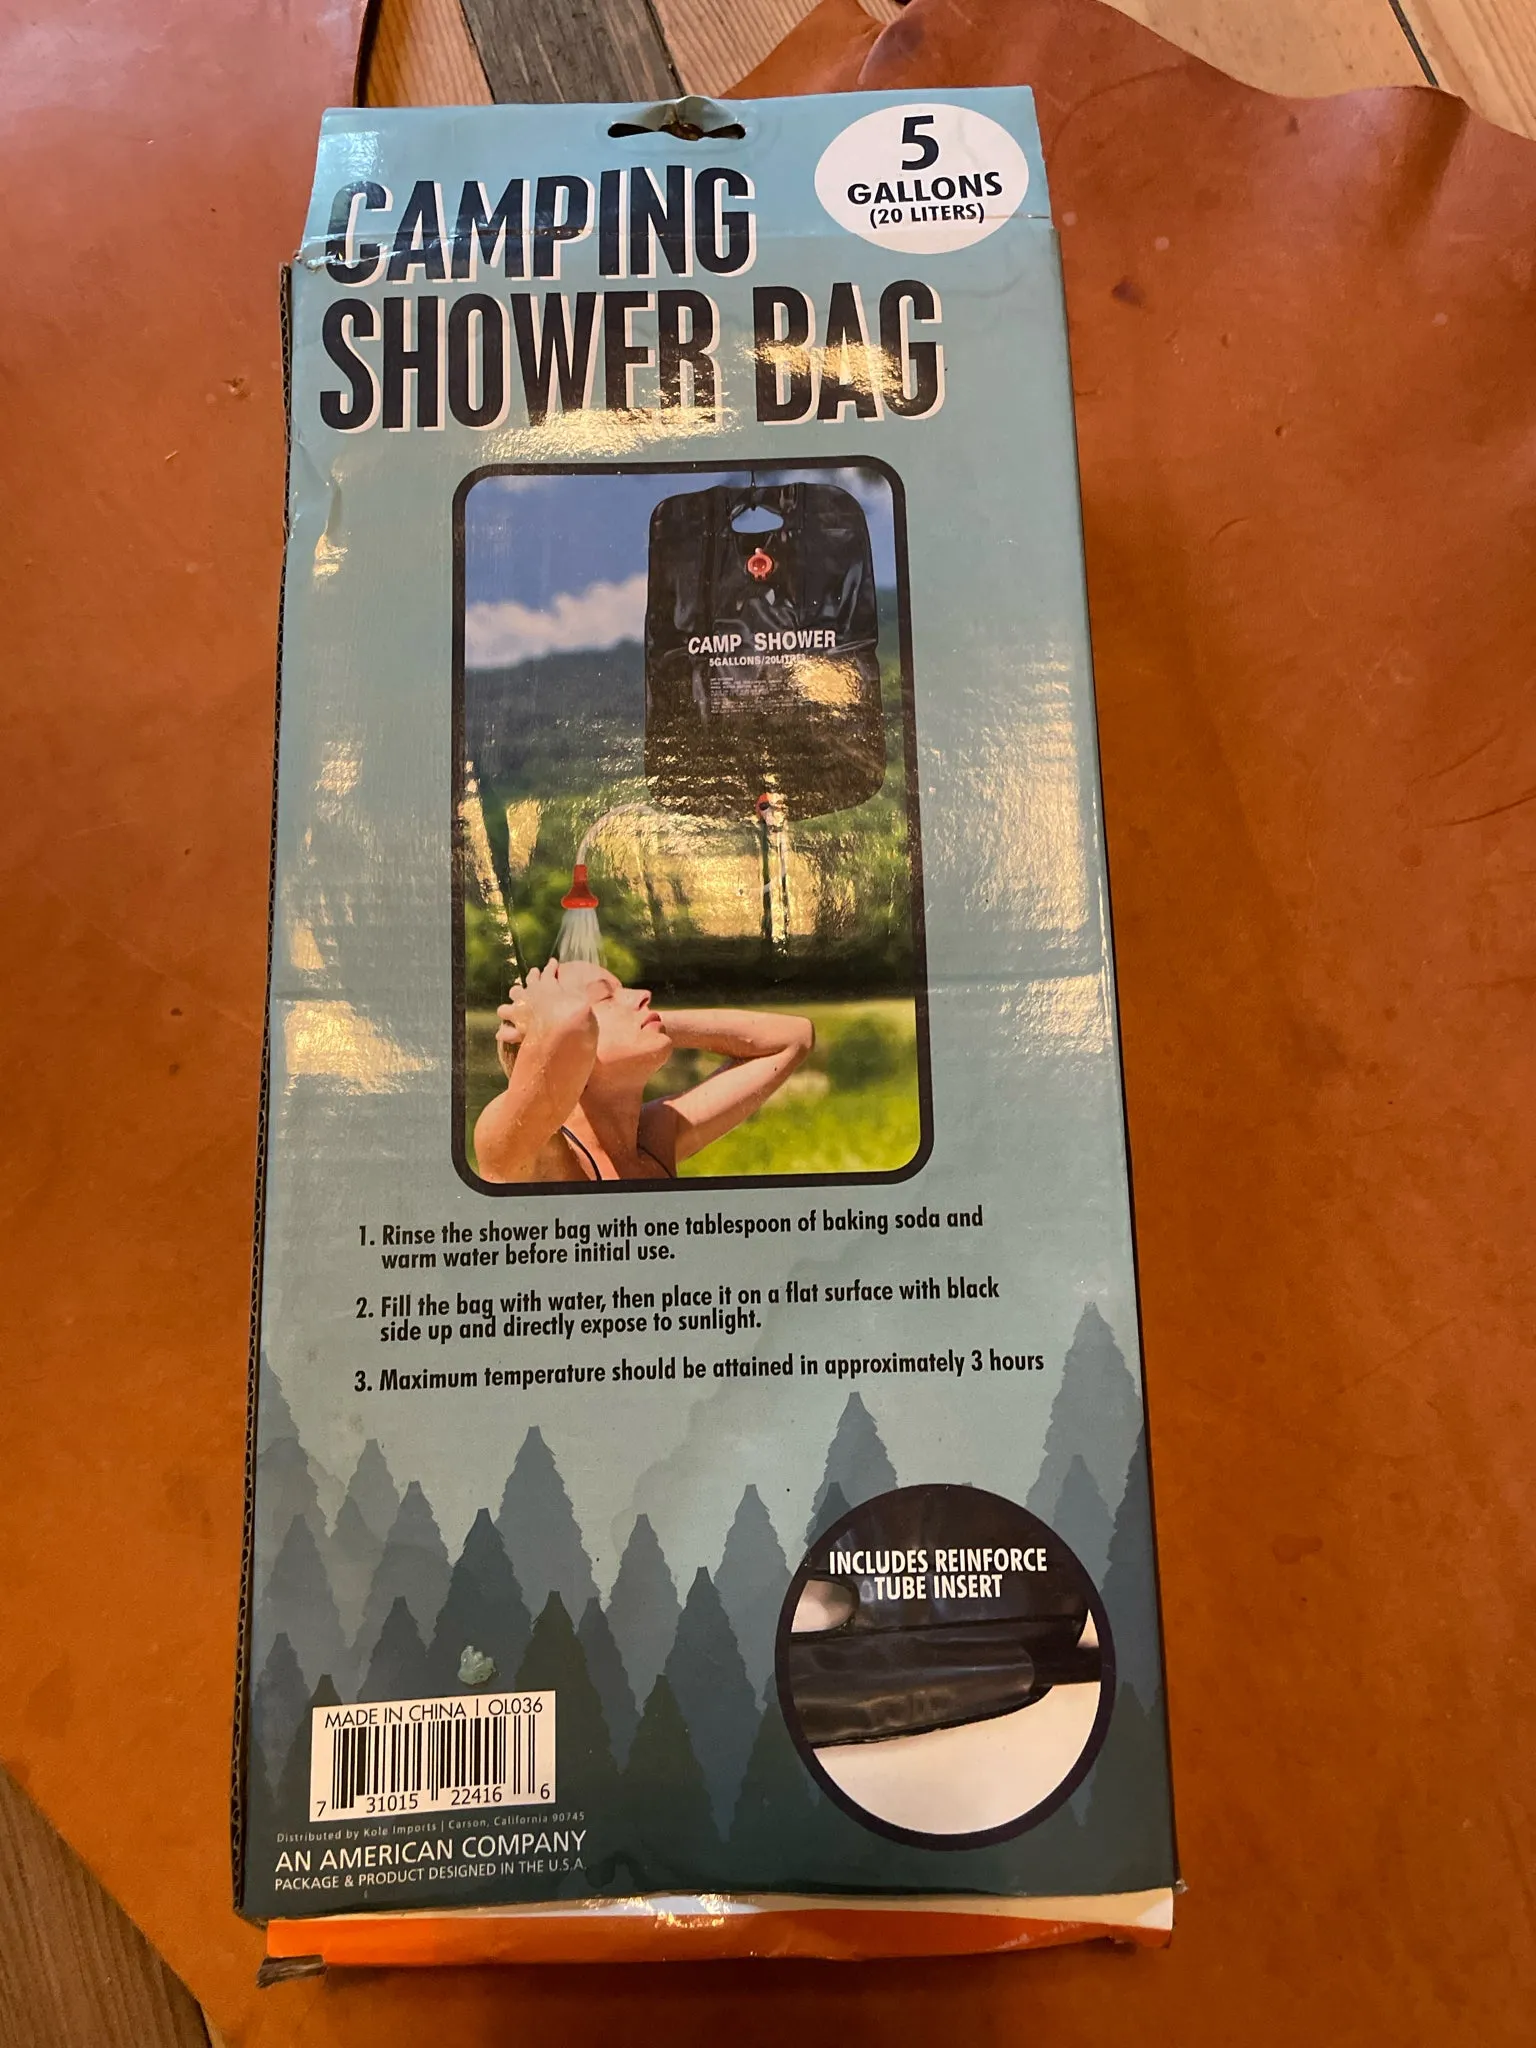 5
GALLONS
(20 LITERS)
CAMPING
SHOWER BAG
CAMP SHOWER
5GALLONS/20LITRES
1. Rinse the shower bag with one tablespoon of baking soda and
warm water before initial use.
2. Fill the bag with water, then place it on a flat surface with black
side up and directly expose to sunlight.
3. Maximum temperature should be attained in approximately 3 hours
INCLUDES REINFORCE
TUBE INSERT
MADE IN CHINA | OL036
7 31015 22416 6
Distributed by Kole Imports | Carson, California 90745
AN AMERICAN COMPANY
PACKAGE & PRODUCT DESIGNED IN THE U.S.A.